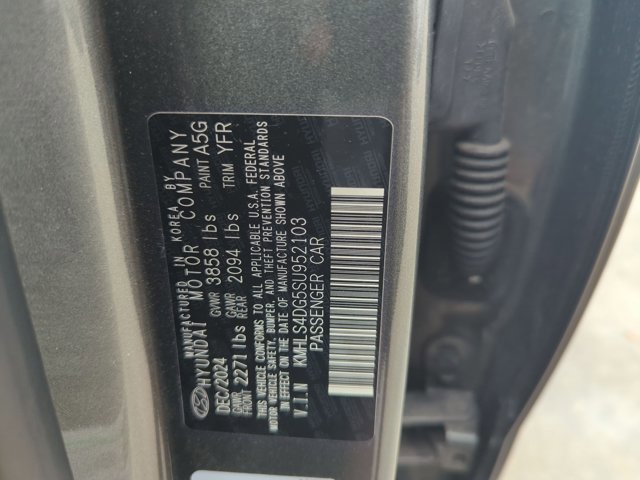 MANUFACTURED IN KOREA BY
HYUNDAI MOTOR COMPANY
DEC/2024 GVWR 3858 lbs PAINT A5G
GAWR FRONT 2271 lbs GAWR REAR 2094 lbs TRIM YFR
THIS VEHICLE CONFORMS TO ALL APPLICABLE U.S.A. FEDERAL
MOTOR VEHICLE SAFETY, BUMPER, AND THEFT PREVENTION STANDARDS
IN EFFECT ON THE DATE OF MANUFACTURE SHOWN ABOVE
V.I.N KMHLS4DG5SU952103
PASSENGER CAR